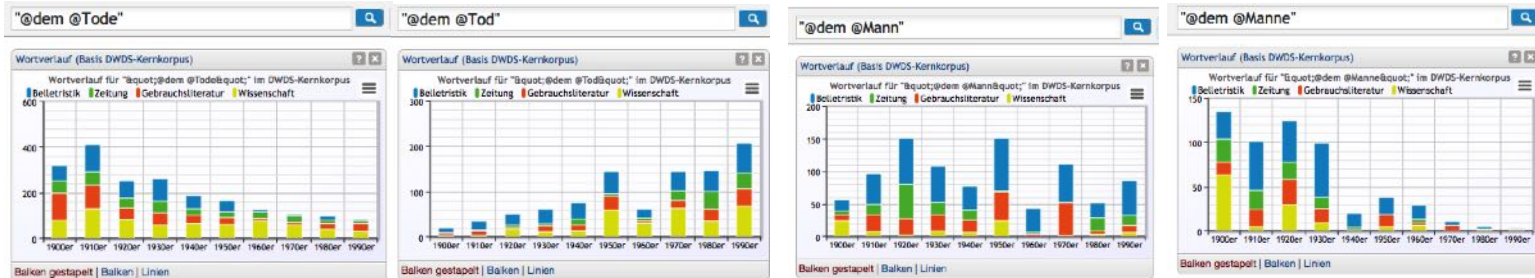 "@dem @Tode"
Wortverlauf (Basis DWDS-Kernkorpus)
Wortverlauf für "&quot;@dem @Tode&quot;" im DWDS-Kernkorpus
Belletristik Zeitung Gebrauchsliteratur Wissenschaft
600
400
200
0
1900er 1910er 1920er 1930er 1940er 1950er 1960er 1970er 1980er 1990er
Balken gestapelt | Balken | Linien
"@dem @Tod"
Wortverlauf (Basis DWDS-Kernkorpus)
Wortverlauf für "&quot;@dem @Tod&quot;" im DWDS-Kernkorpus
Belletristik Zeitung Gebrauchsliteratur Wissenschaft
300
200
100
0
1900er 1910er 1920er 1930er 1940er 1950er 1960er 1970er 1980er 1990er
Balken gestapelt | Balken | Linien
"@dem @Mann"
Wortverlauf (Basis DWDS-Kernkorpus)
Wortverlauf für "&quot;@dem @Mann&quot;" im DWDS-Kernkorpus
Belletristik Zeitung Gebrauchsliteratur Wissenschaft
200
150
100
50
0
1900er 1910er 1920er 1930er 1940er 1950er 1960er 1970er 1980er 1990er
Balken gestapelt | Balken | Linien
"@dem @Manne"
Wortverlauf (Basis DWDS-Kernkorpus)
Wortverlauf für "&quot;@dem @Manne&quot;" im DWDS-Kernkorpus
Belletristik Zeitung Gebrauchsliteratur Wissenschaft
150
100
50
0
1900er 1910er 1920er 1930er 1940er 1950er 1960er 1970er 1980er 1990er
Balken gestapelt | Balken | Linien